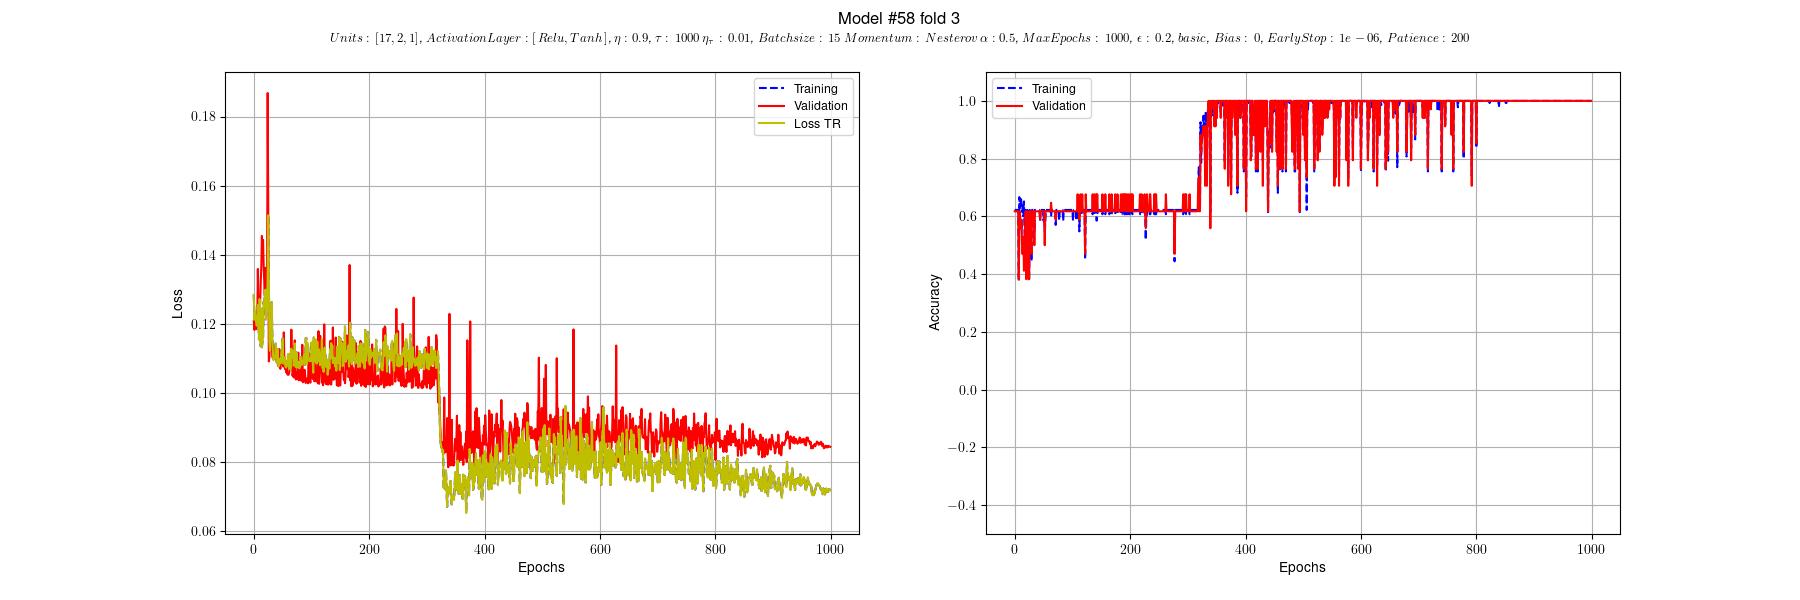 Model #58 fold 3
Units : [17, 2, 1], ActivationLayer : [Relu, Tanh], η : 0.9, τ : 1000 η_τ : 0.01, Batchsize : 15 Momentum : Nesterov α : 0.5, MaxEpochs : 1000, ϵ : 0.2, basic, Bias : 0, EarlyStop : 1e − 06, Patience : 200
Training
Validation
Loss TR
0.18
0.16
0.14
0.12
0.10
0.08
0.06
Loss
0 200 400 600 800 1000
Epochs
Training
Validation
1.0
0.8
0.6
0.4
0.2
0.0
−0.2
−0.4
Accuracy
0 200 400 600 800 1000
Epochs